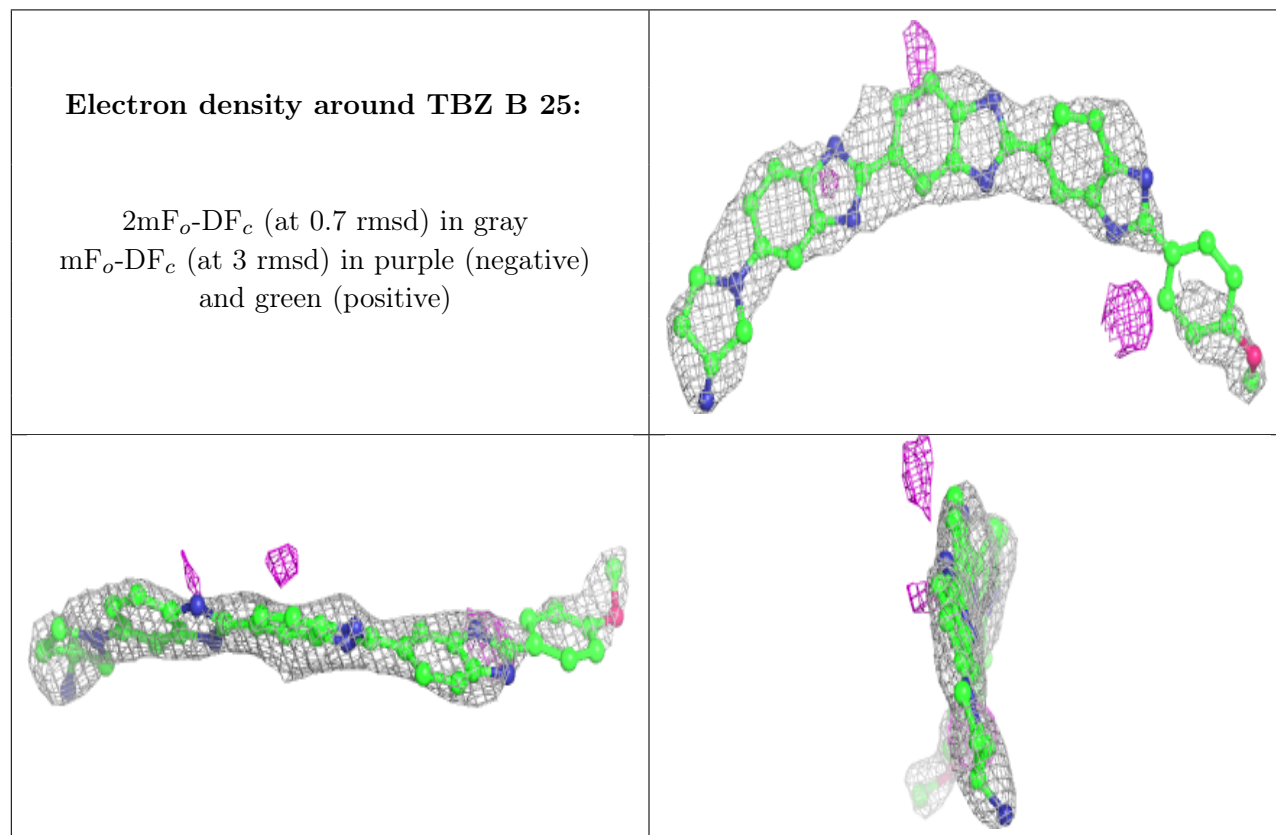 Electron density around TBZ B 25:
2mFₒ-DF𝒸 (at 0.7 rmsd) in gray
mFₒ-DF𝒸 (at 3 rmsd) in purple (negative)
and green (positive)